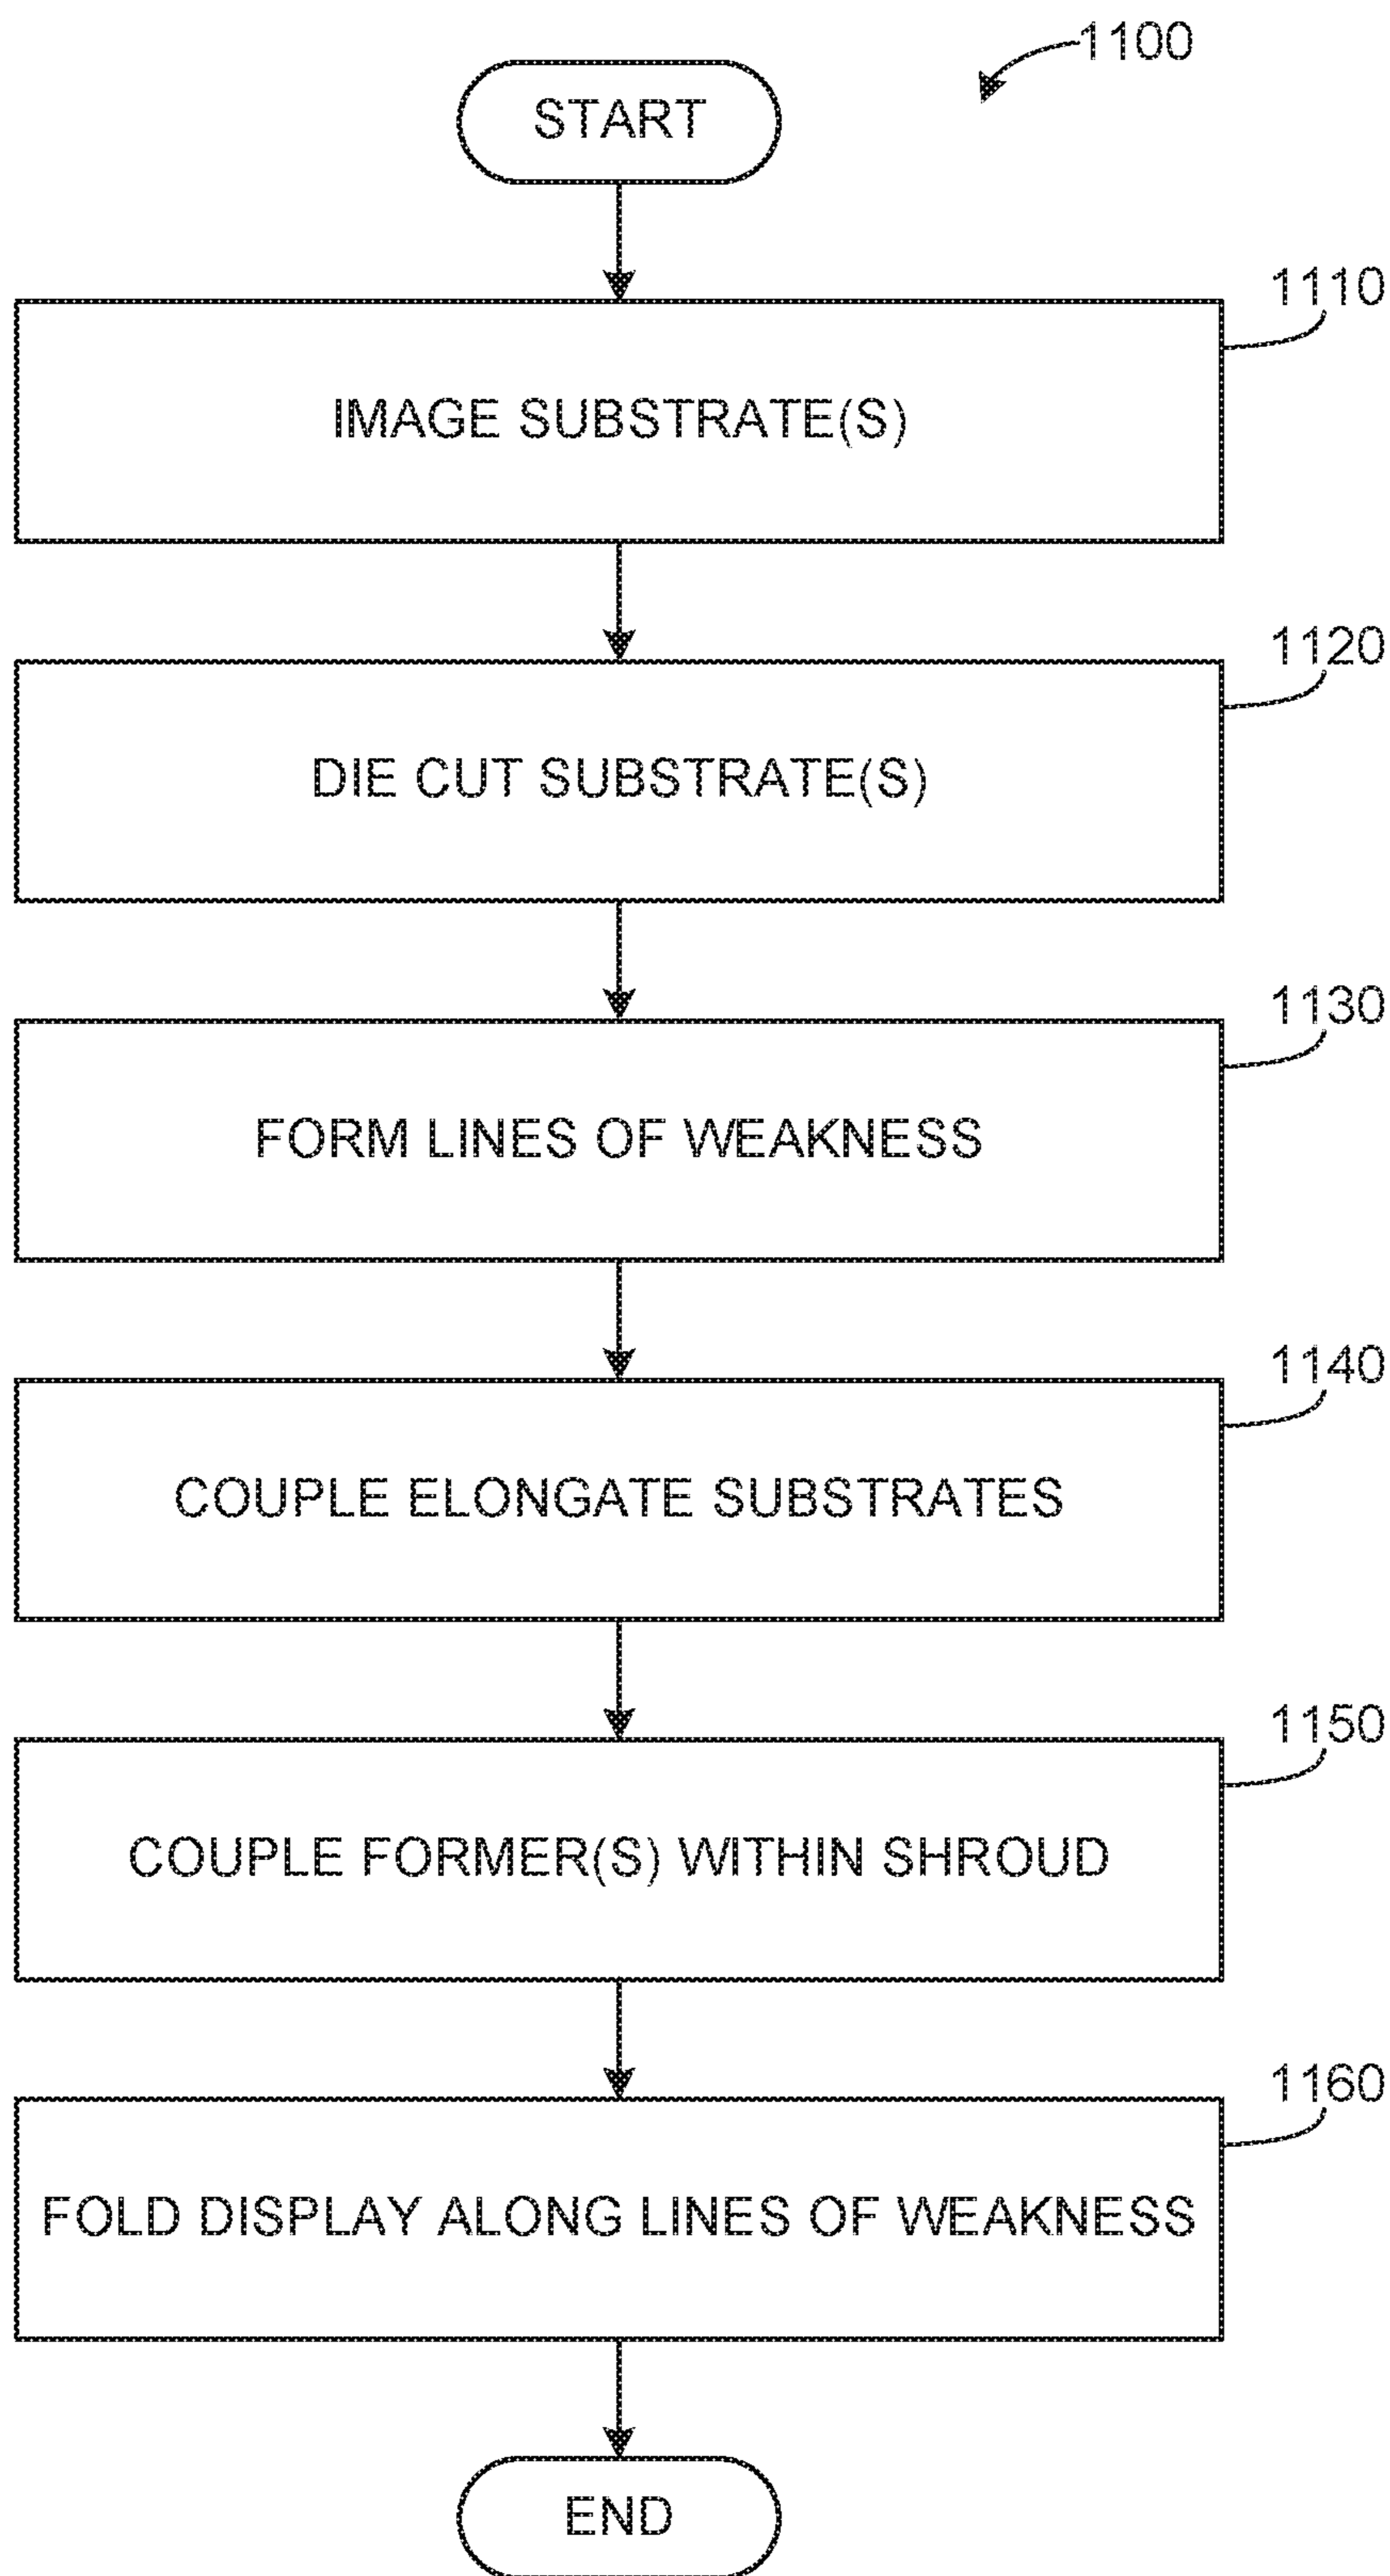 1100
START
1110
IMAGE SUBSTRATE(S)
1120
DIE CUT SUBSTRATE(S)
1130
FORM LINES OF WEAKNESS
1140
COUPLE ELONGATE SUBSTRATES
1150
COUPLE FORMER(S) WITHIN SHROUD
1160
FOLD DISPLAY ALONG LINES OF WEAKNESS
END